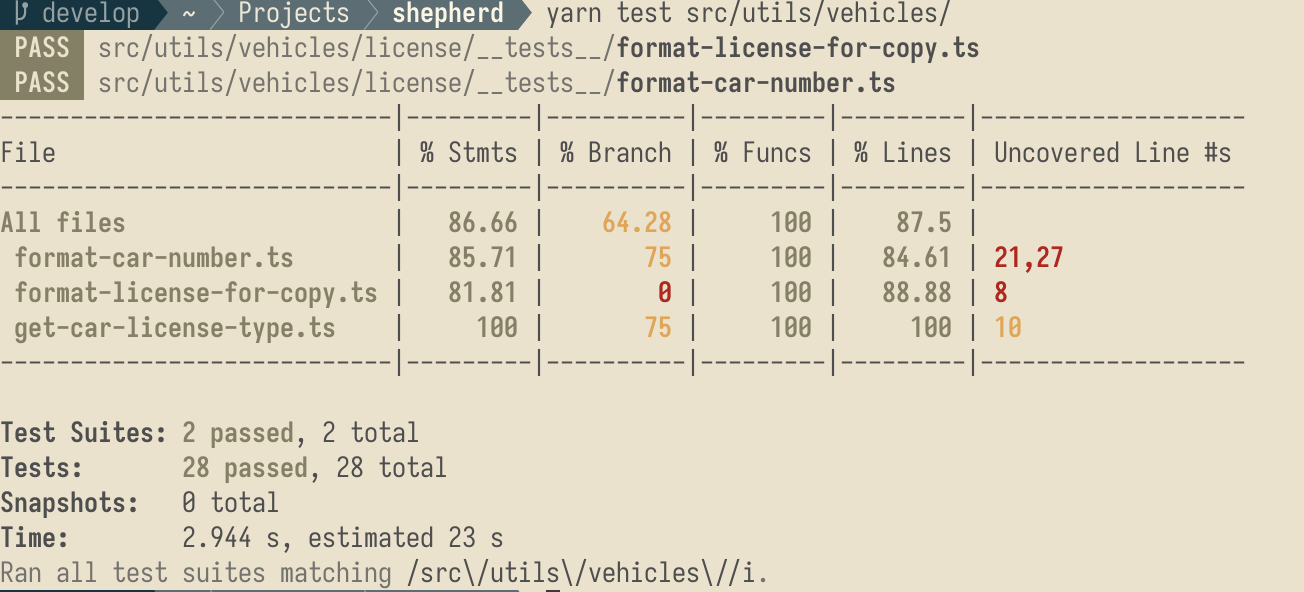 develop ~ Projects shepherd yarn test src/utils/vehicles/
PASS src/utils/vehicles/license/__tests__/format-license-for-copy.ts
PASS src/utils/vehicles/license/__tests__/format-car-number.ts
----------------------------|---------|----------|---------|---------|-------------------
File                        | % Stmts | % Branch | % Funcs | % Lines | Uncovered Line #s
----------------------------|---------|----------|---------|---------|-------------------
All files                   |   86.66 |    64.28 |     100 |    87.5 |
 format-car-number.ts       |   85.71 |       75 |     100 |   84.61 | 21,27
 format-license-for-copy.ts |   81.81 |        0 |     100 |   88.88 | 8
 get-car-license-type.ts    |     100 |       75 |     100 |     100 | 10
----------------------------|---------|----------|---------|---------|-------------------
Test Suites: 2 passed, 2 total
Tests:       28 passed, 28 total
Snapshots:   0 total
Time:        2.944 s, estimated 23 s
Ran all test suites matching /src\/utils\/vehicles\//i.